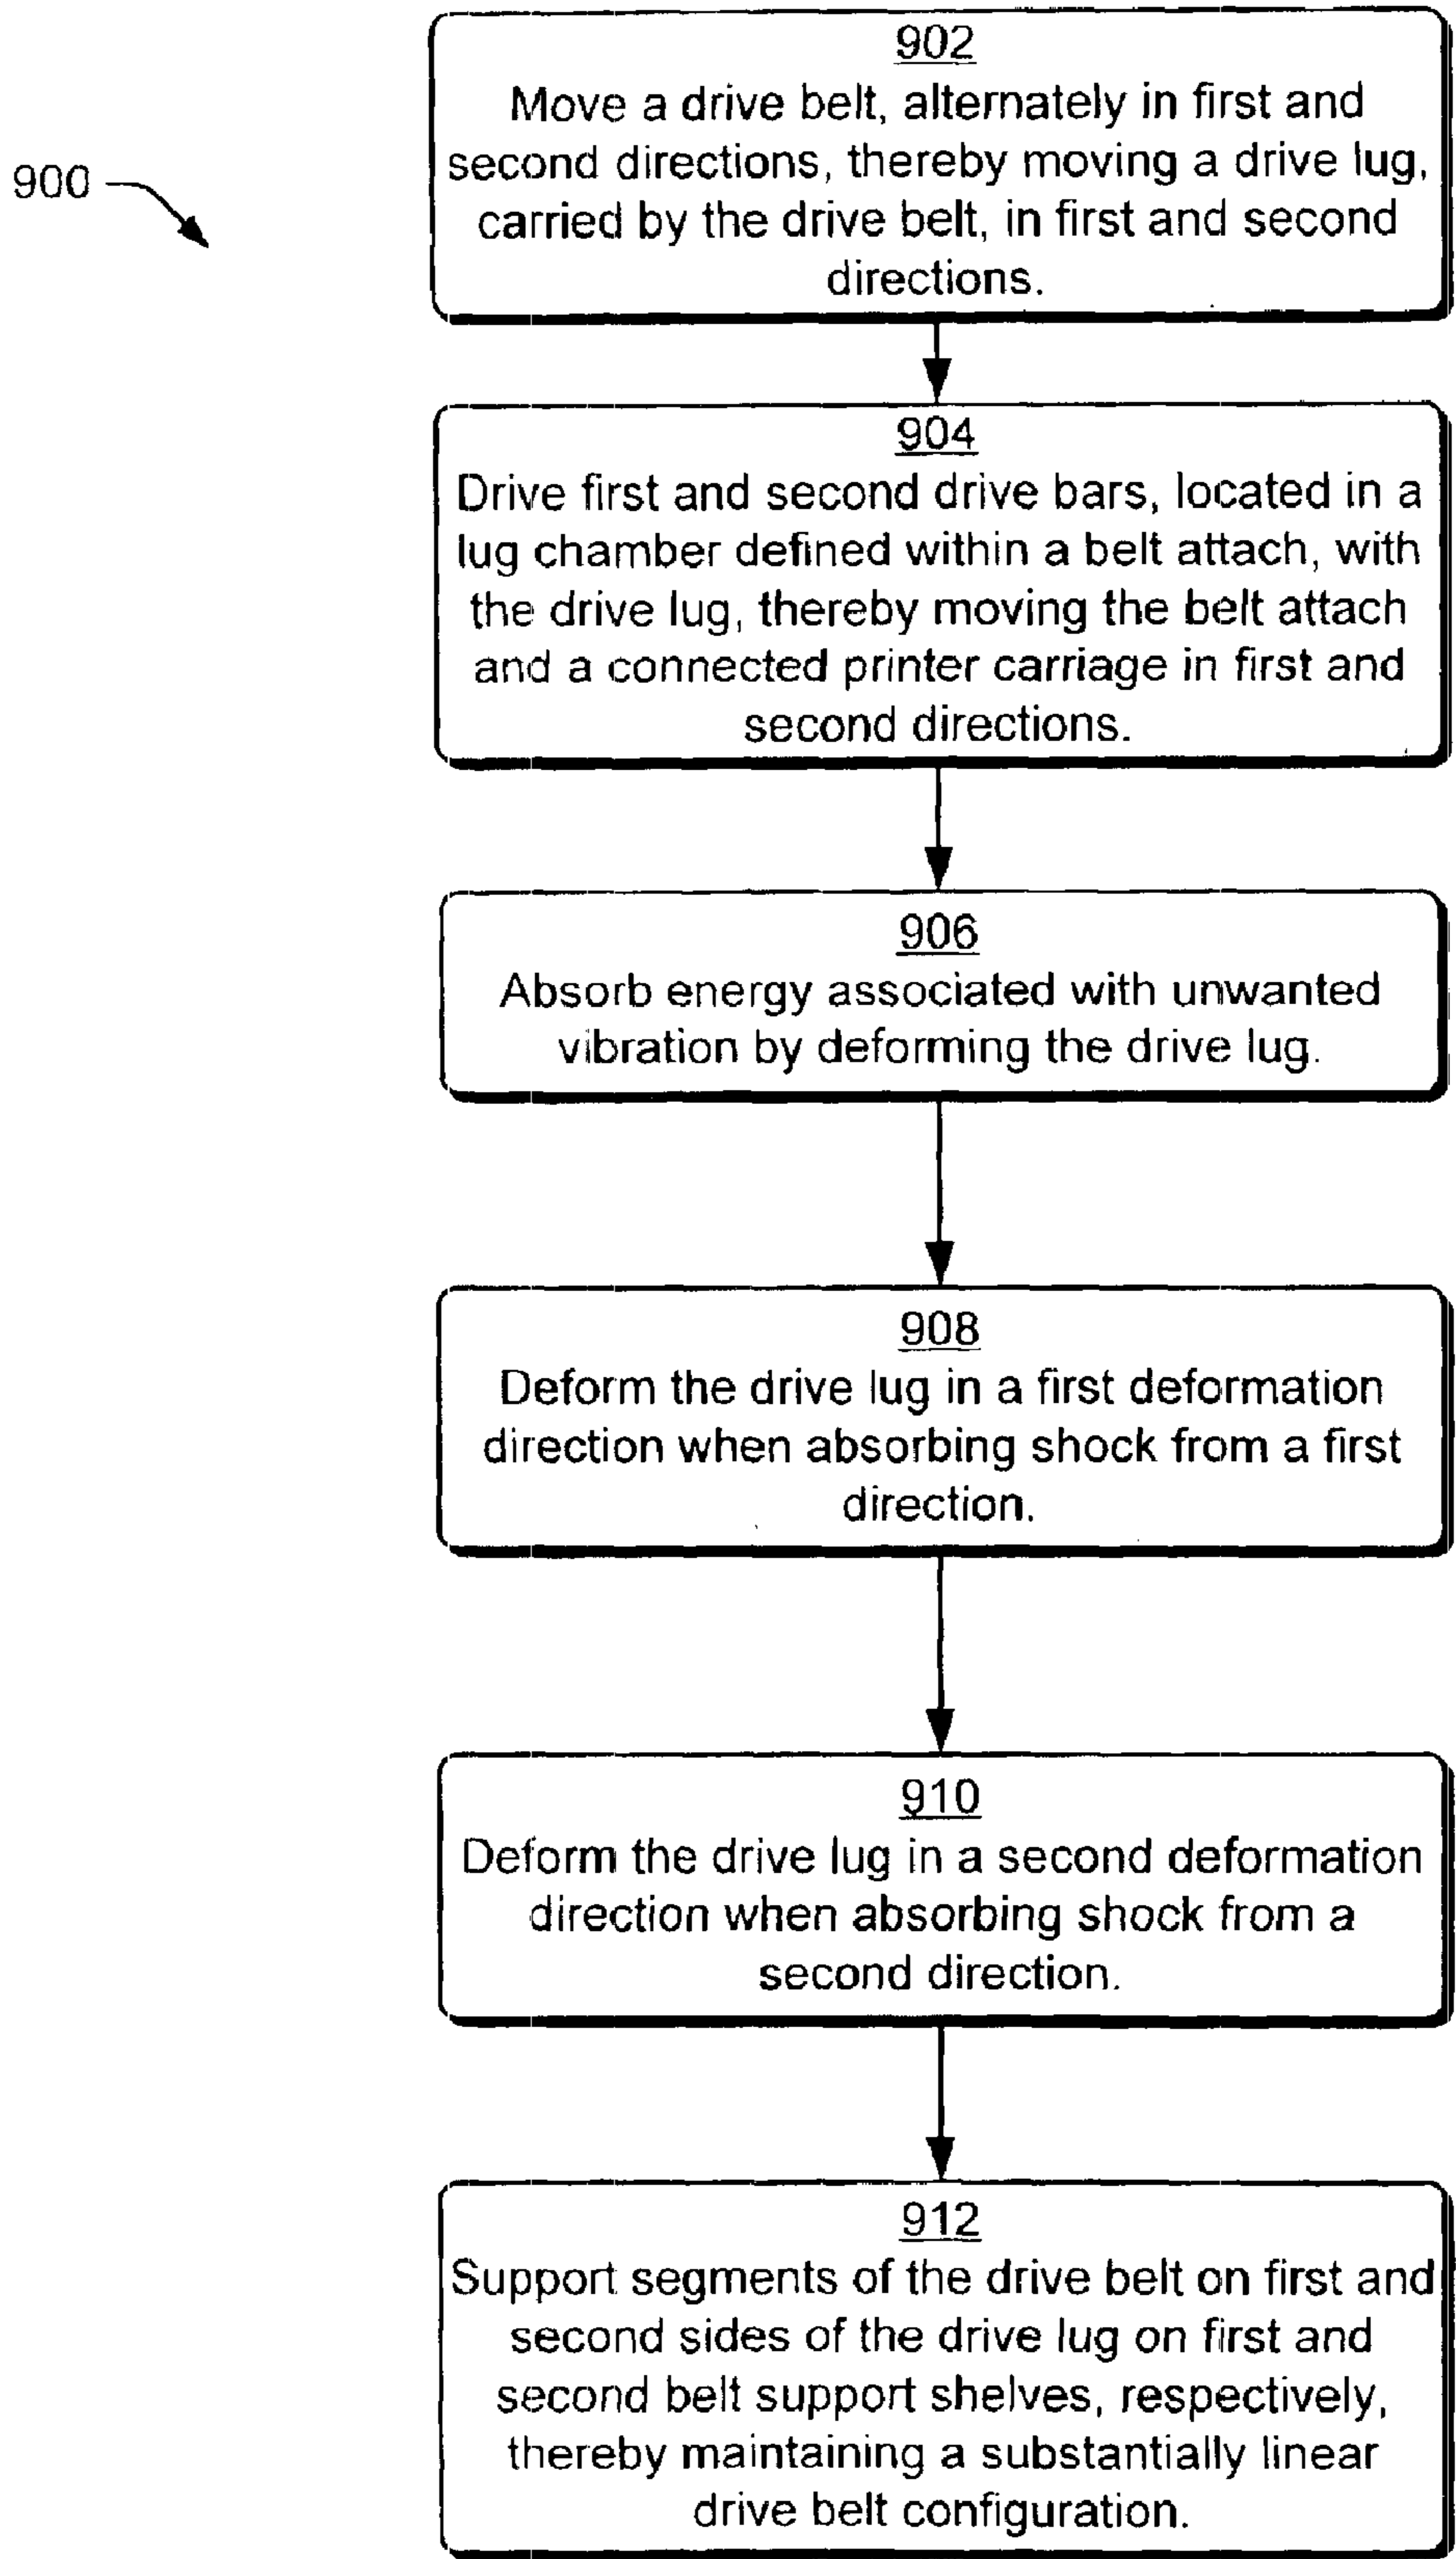 900
902
Move a drive belt, alternately in first and
second directions, thereby moving a drive lug,
carried by the drive belt, in first and second
directions.
904
Drive first and second drive bars, located in a
lug chamber defined within a belt attach, with
the drive lug, thereby moving the belt attach
and a connected printer carriage in first and
second directions.
906
Absorb energy associated with unwanted
vibration by deforming the drive lug.
908
Deform the drive lug in a first deformation
direction when absorbing shock from a first
direction.
910
Deform the drive lug in a second deformation
direction when absorbing shock from a
second direction.
912
Support segments of the drive belt on first and
second sides of the drive lug on first and
second belt support shelves, respectively,
thereby maintaining a substantially linear
drive belt configuration.